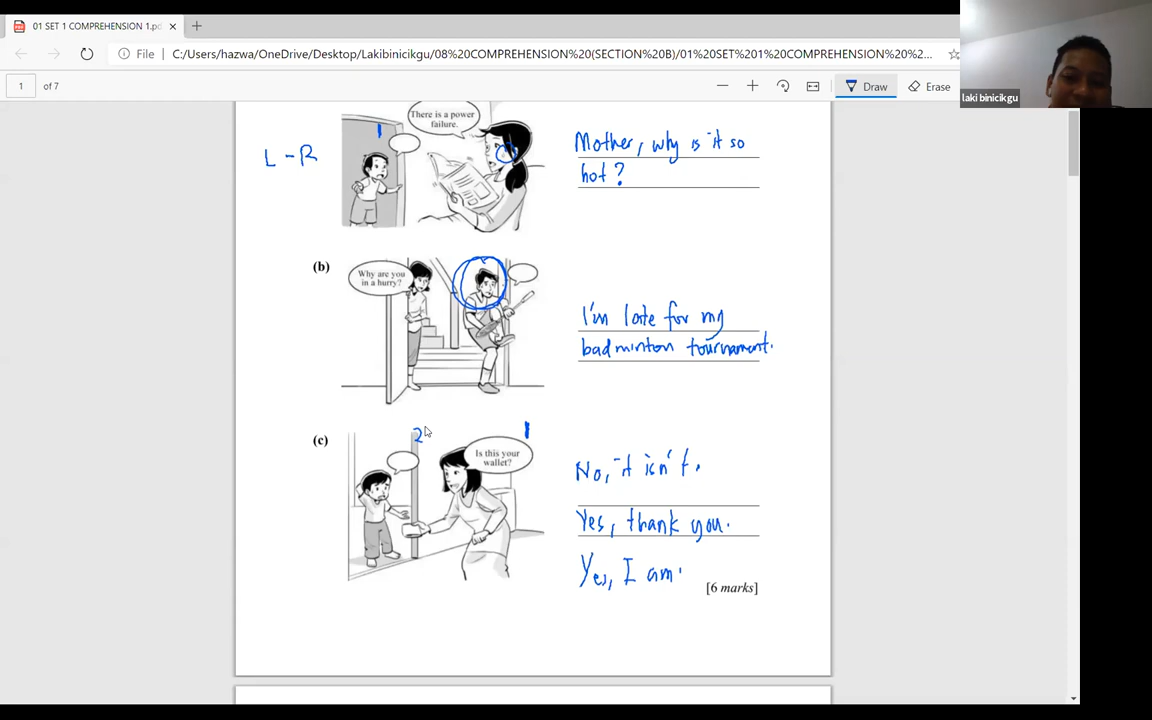 01 SET 1 COMPREHENSION 1.pd
File C:/Users/hazwa/OneDrive/Desktop/Lakibinicikgu/08%20COMPREHENSION%20(SECTION%20B)/01%20SET%201%20COMPREHENSION%20%2...
1 of 7
Draw
Erase
laki binicikgu
There is a power
failure.
1
L - R
Mother, why is it so
hot?
(b)
Why are you
in a hurry?
I'm late for my
badminton tournament.
(c)
2
1
Is this your
wallet?
No, it isn't.
Yes, thank you.
Yes, I am.
[6 marks]